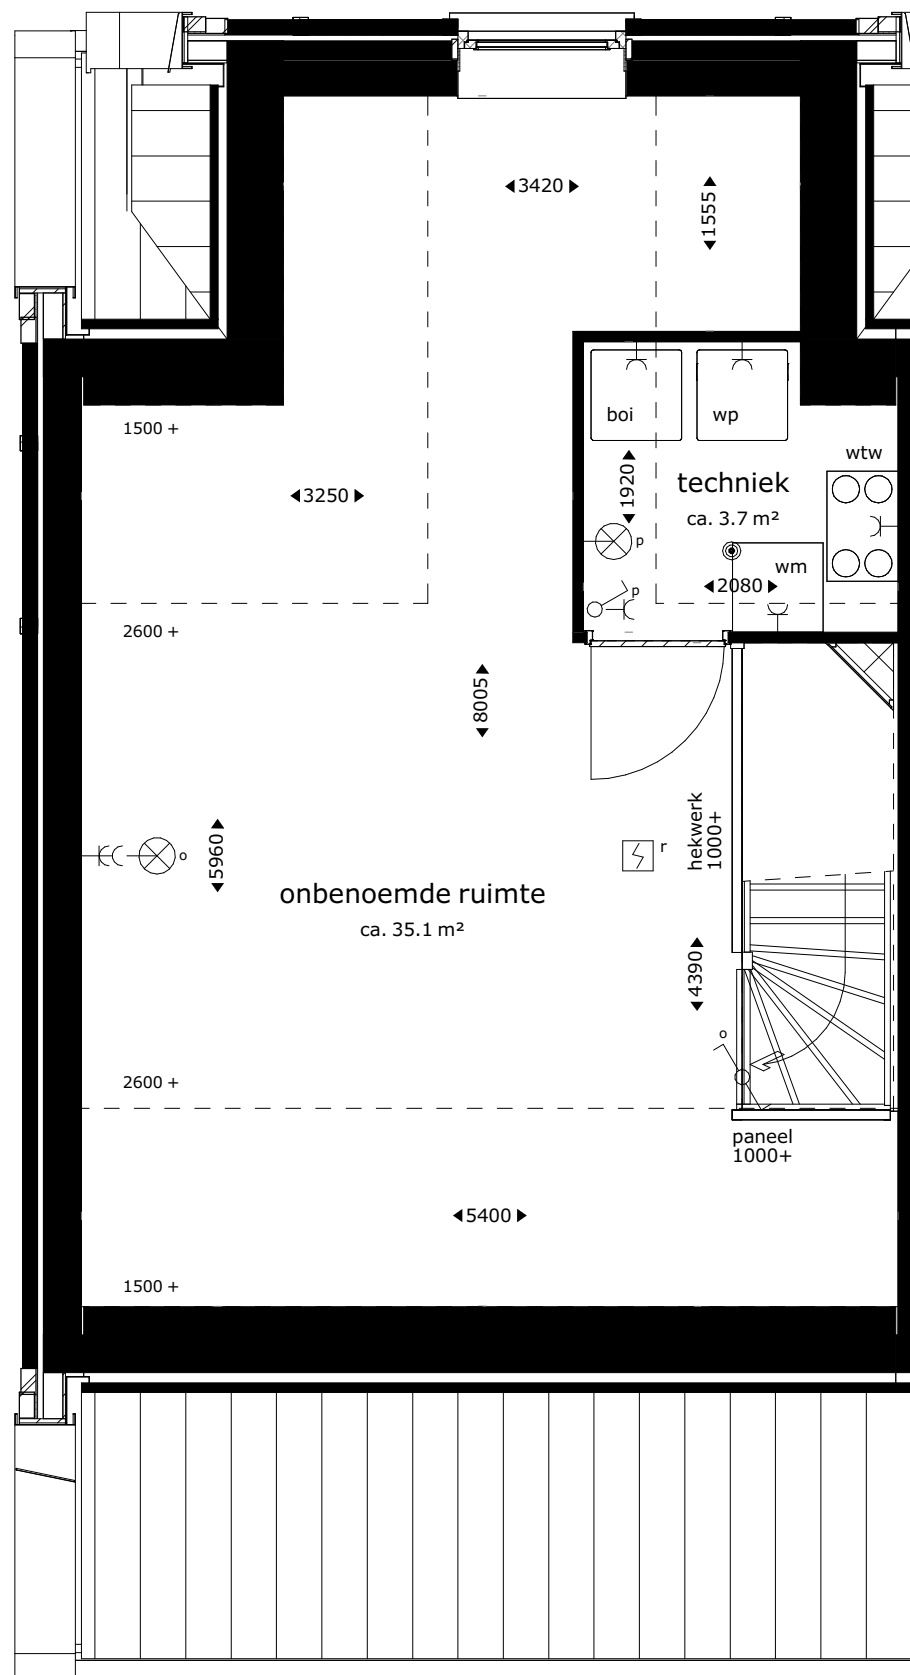 3420
1555
1500 +
boi
wp
wtw
3250
1920
techniek
ca. 3.7 m²
p
wm
2080
p
2600 +
8005
hekwerk
1000+
r
5960
o
onbenoemde ruimte
ca. 35.1 m²
4390
o
2600 +
paneel
1000+
5400
1500 +